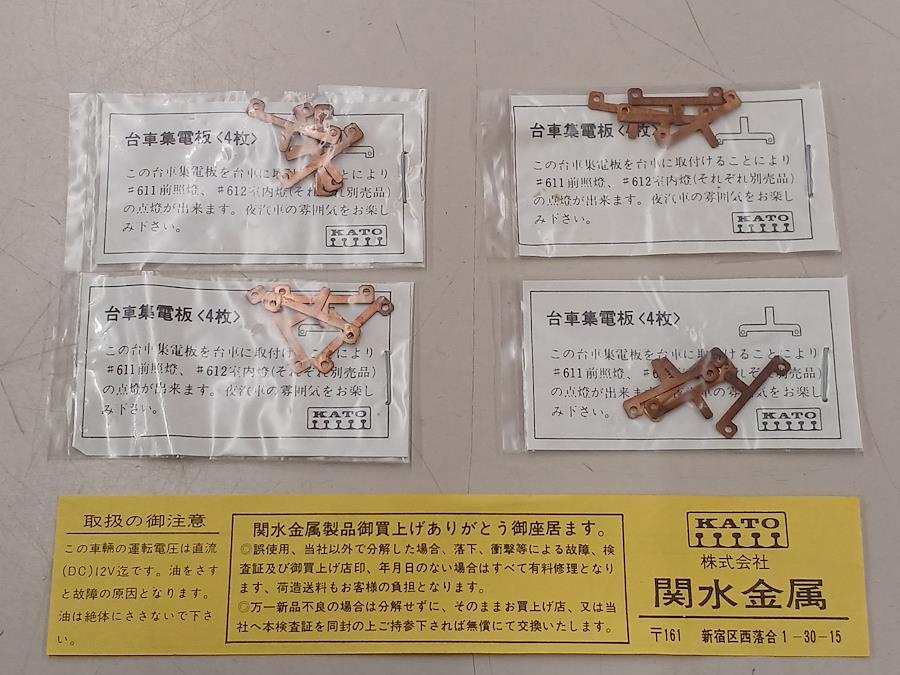 台車集電板〈4枚〉
この台車集電板を台車に取付けることにより
#611前照燈、#612室内燈(それぞれ別売品)
の点燈が出来ます。夜汽車の雰囲気をお楽し
み下さい。
KATO
台車集電板〈4枚〉
この台車集電板を台車に取付けることにより
#611前照燈、#612室内燈(それぞれ別売品)
の点燈が出来ます。夜汽車の雰囲気をお楽し
み下さい。
KATO
台車集電板〈4枚〉
この台車集電板を台車に取付けることにより
#611前照燈、#612室内燈(それぞれ別売品)
の点燈が出来ます。夜汽車の雰囲気をお楽し
み下さい。
KATO
台車集電板〈4枚〉
この台車集電板を台車に取付けることにより
#611前照燈、#612室内燈(それぞれ別売品)
の点燈が出来ます。夜汽車の雰囲気をお楽し
み下さい。
KATO
取扱の御注意
この車輛の運転電圧は直流
(DC)12V迄です。油をさす
と故障の原因となります。
油は絶体にささないで下さ
い。
関水金属製品御買上げありがとう御座居ます。
◎誤使用、当社以外で分解した場合、落下、衝撃等による故障、検
査証及び御買上げ店印、年月日のない場合はすべて有料修理となり
ます、荷造送料もお客様の負担となります。
◎万一新品不良の場合は分解せずに、そのままお買上げ店、又は当
社へ本検査証を同封の上ご持参下されば無償にて交換いたします。
KATO
株式会社
関水金属
〒161 新宿区西落合1-30-15